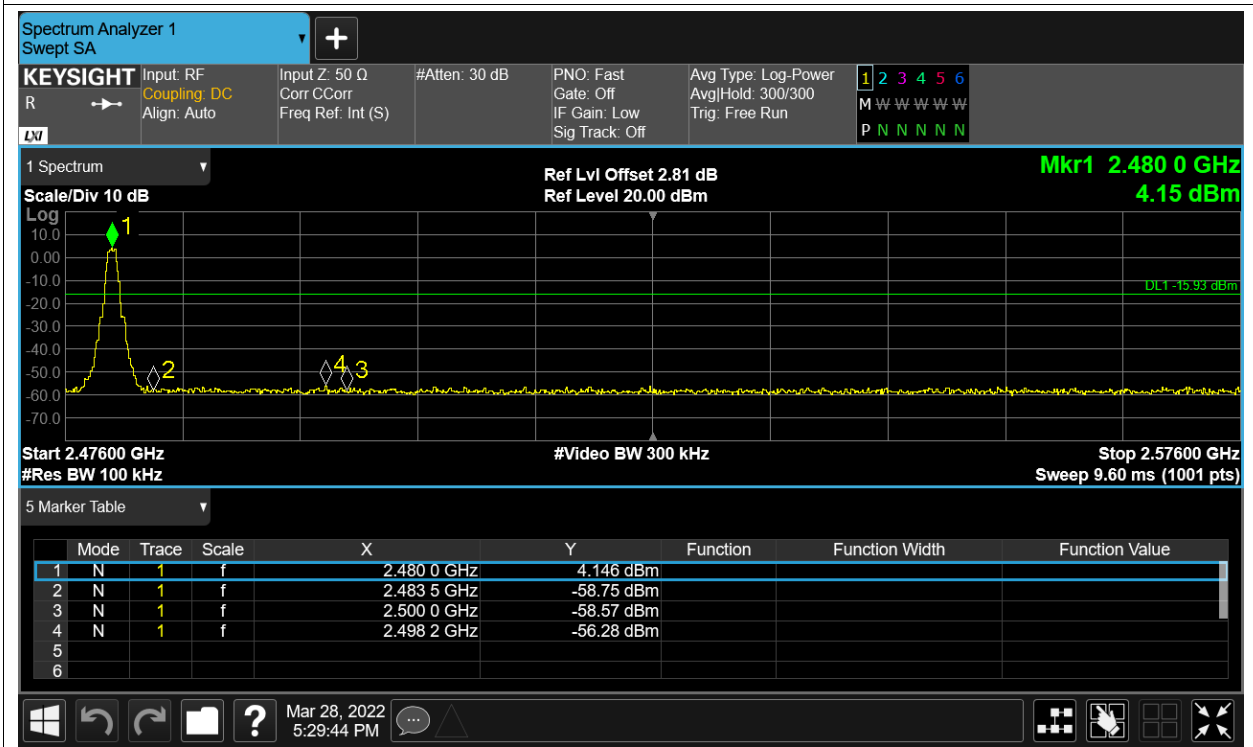 Spectrum Analyzer 1
Swept SA
KEYSIGHT Input: RF Input Z: 50 Ω #Atten: 30 dB PNO: Fast Avg Type: Log-Power 1 2 3 4 5 6
R Coupling: DC Corr CCorr Gate: Off Avg|Hold: 300/300 M W W W W W
Align: Auto Freq Ref: Int (S) IF Gain: Low Trig: Free Run
LXI Sig Track: Off P N N N N N
1 Spectrum Ref Lvl Offset 2.81 dB Mkr1 2.480 0 GHz
Scale/Div 10 dB Ref Level 20.00 dBm 4.15 dBm
Log
1
10.0
0.00
-10.0
DL1 -15.93 dBm
-20.0
-30.0
-40.0
2 4 3
-50.0
-60.0
-70.0
Start 2.47600 GHz #Video BW 300 kHz Stop 2.57600 GHz
#Res BW 100 kHz Sweep 9.60 ms (1001 pts)
5 Marker Table
Mode Trace Scale X Y Function Function Width Function Value
1 N 1 f 2.480 0 GHz 4.146 dBm
2 N 1 f 2.483 5 GHz -58.75 dBm
3 N 1 f 2.500 0 GHz -58.57 dBm
4 N 1 f 2.498 2 GHz -56.28 dBm
5
6
? Mar 28, 2022
5:29:44 PM